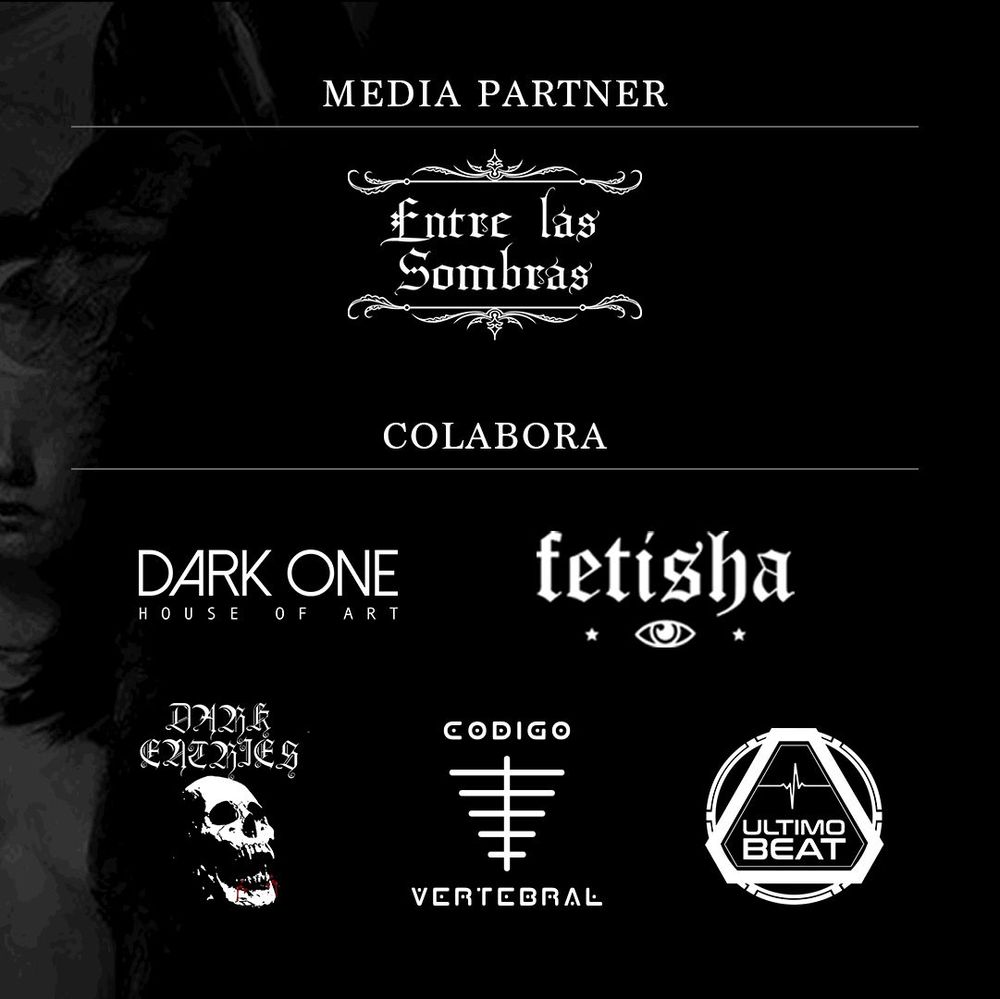 MEDIA PARTNER
Entre las
Sombras
COLABORA
DARK ONE
HOUSE OF ART
fetisha
DARK
ENTRIES
CODIGO
VERTEBRAL
ULTIMO
BEAT